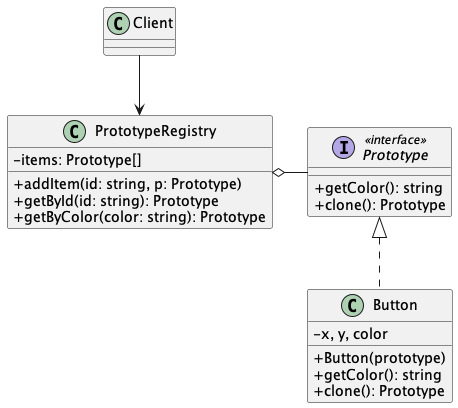 C Client
C PrototypeRegistry
-items: Prototype[]
+addItem(id: string, p: Prototype)
+getById(id: string): Prototype
+getByColor(color: string): Prototype
I «interface»
Prototype
+getColor(): string
+clone(): Prototype
C Button
-x, y, color
+Button(prototype)
+getColor(): string
+clone(): Prototype